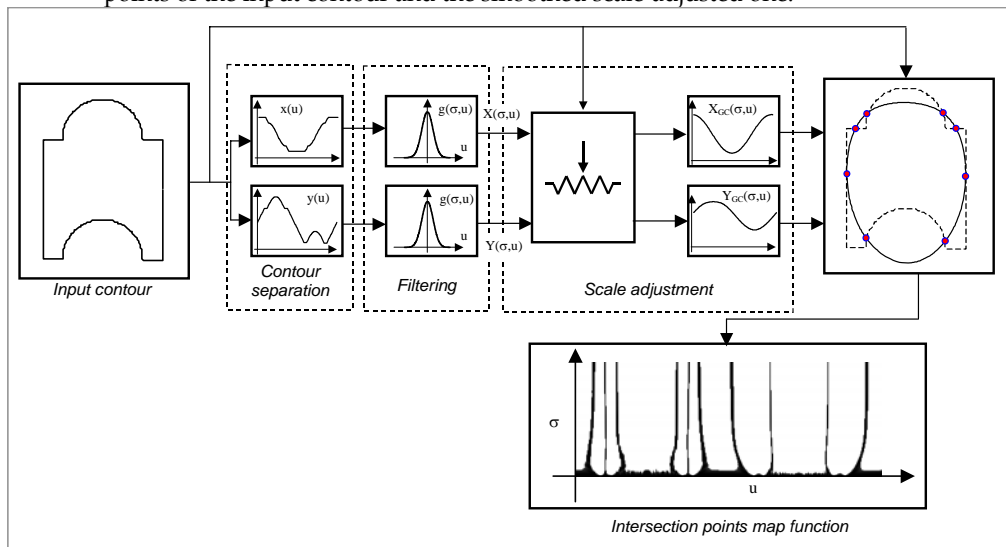 points of the input contour and the smoothed scale adjusted one.
x(u)
y(u)
Input contour
Contour
separation
g(σ,u)
u
g(σ,u)
u
Filtering
X(σ,u)
Y(σ,u)
X_GC(σ,u)
Y_GC(σ,u)
Scale adjustment
σ
u
Intersection points map function